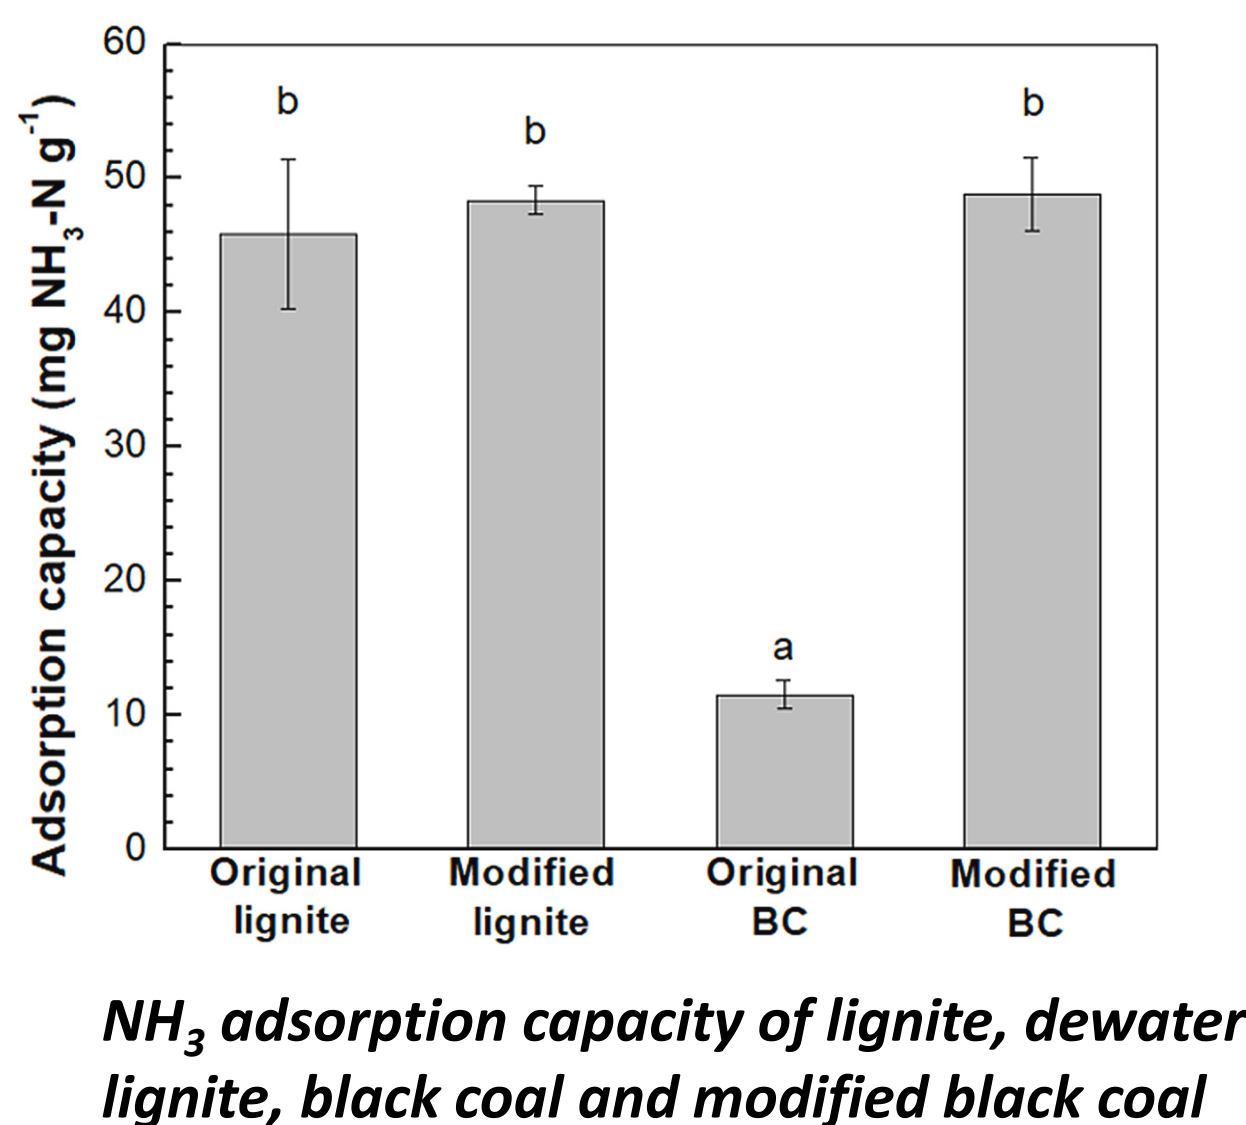 60
50
40
30
20
10
0
Adsorption capacity (mg NH₃-N g⁻¹)
b
b
a
b
Original lignite
Modified lignite
Original BC
Modified BC
NH₃ adsorption capacity of lignite, dewater
lignite, black coal and modified black coal